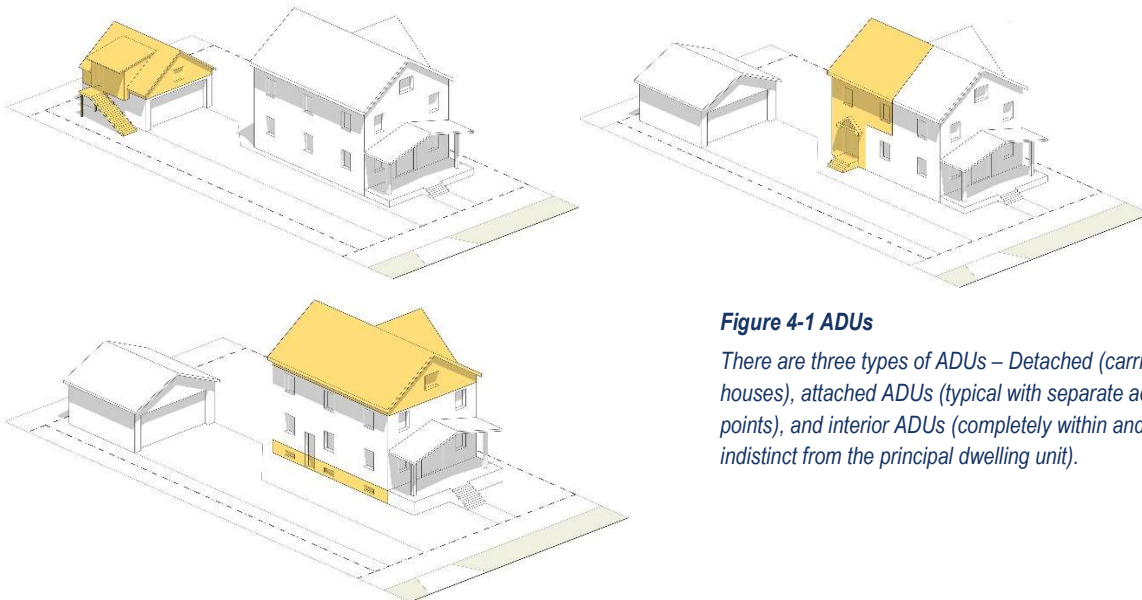 Figure 4-1 ADUs
There are three types of ADUs – Detached (carri
houses), attached ADUs (typical with separate a
points), and interior ADUs (completely within and
indistinct from the principal dwelling unit).